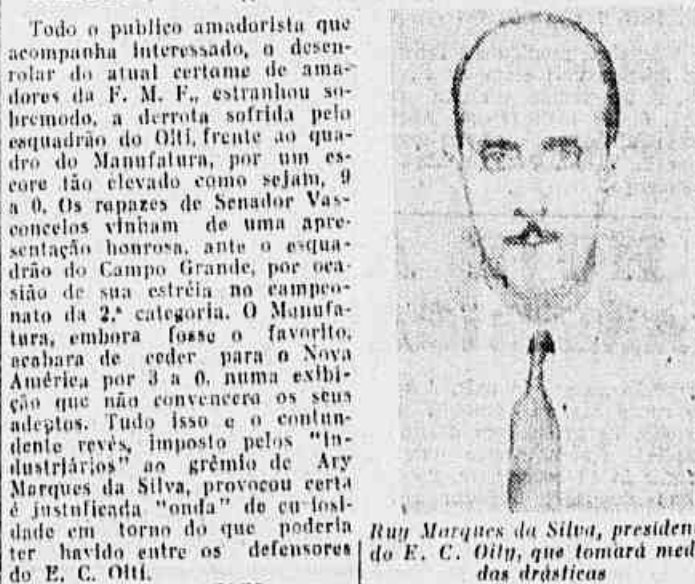 Todo o publico amadorista que
acompanha interessado, o desen-
rolar do atual certame de ama-
dores da F. M. F., estranhou so-
bremodo, a derrota sofrida pelo
esquadrão do Oiti, frente ao qua-
dro do Manufatura, por um es-
core tão elevado como sejam, 9
a 0. Os rapazes de Senador Vas-
concelos vinham de uma apre-
sentação honrosa, ante o esqua-
drão do Campo Grande, por oca-
sião de sua estréia no campeo-
nato da 2.ª categoria. O Manufa-
tura, embora fosse o favorito,
acabara de ceder para o Nova
América por 3 a 0, numa exibi-
ção que não convencera os seus
adeptos. Tudo isso e o contun-
dente revés, imposto pelos "in-
dustriários" ao grêmio de Ary
Marques da Silva, provocou certa
é justnficada "onda" de cu-iosi-
dade em torno do que poderia
ter havido entre os defensores
do E. C. Oiti.
Ruy Marques da Silva, presiden
do E. C. Oity, que tomará med
das drásticas